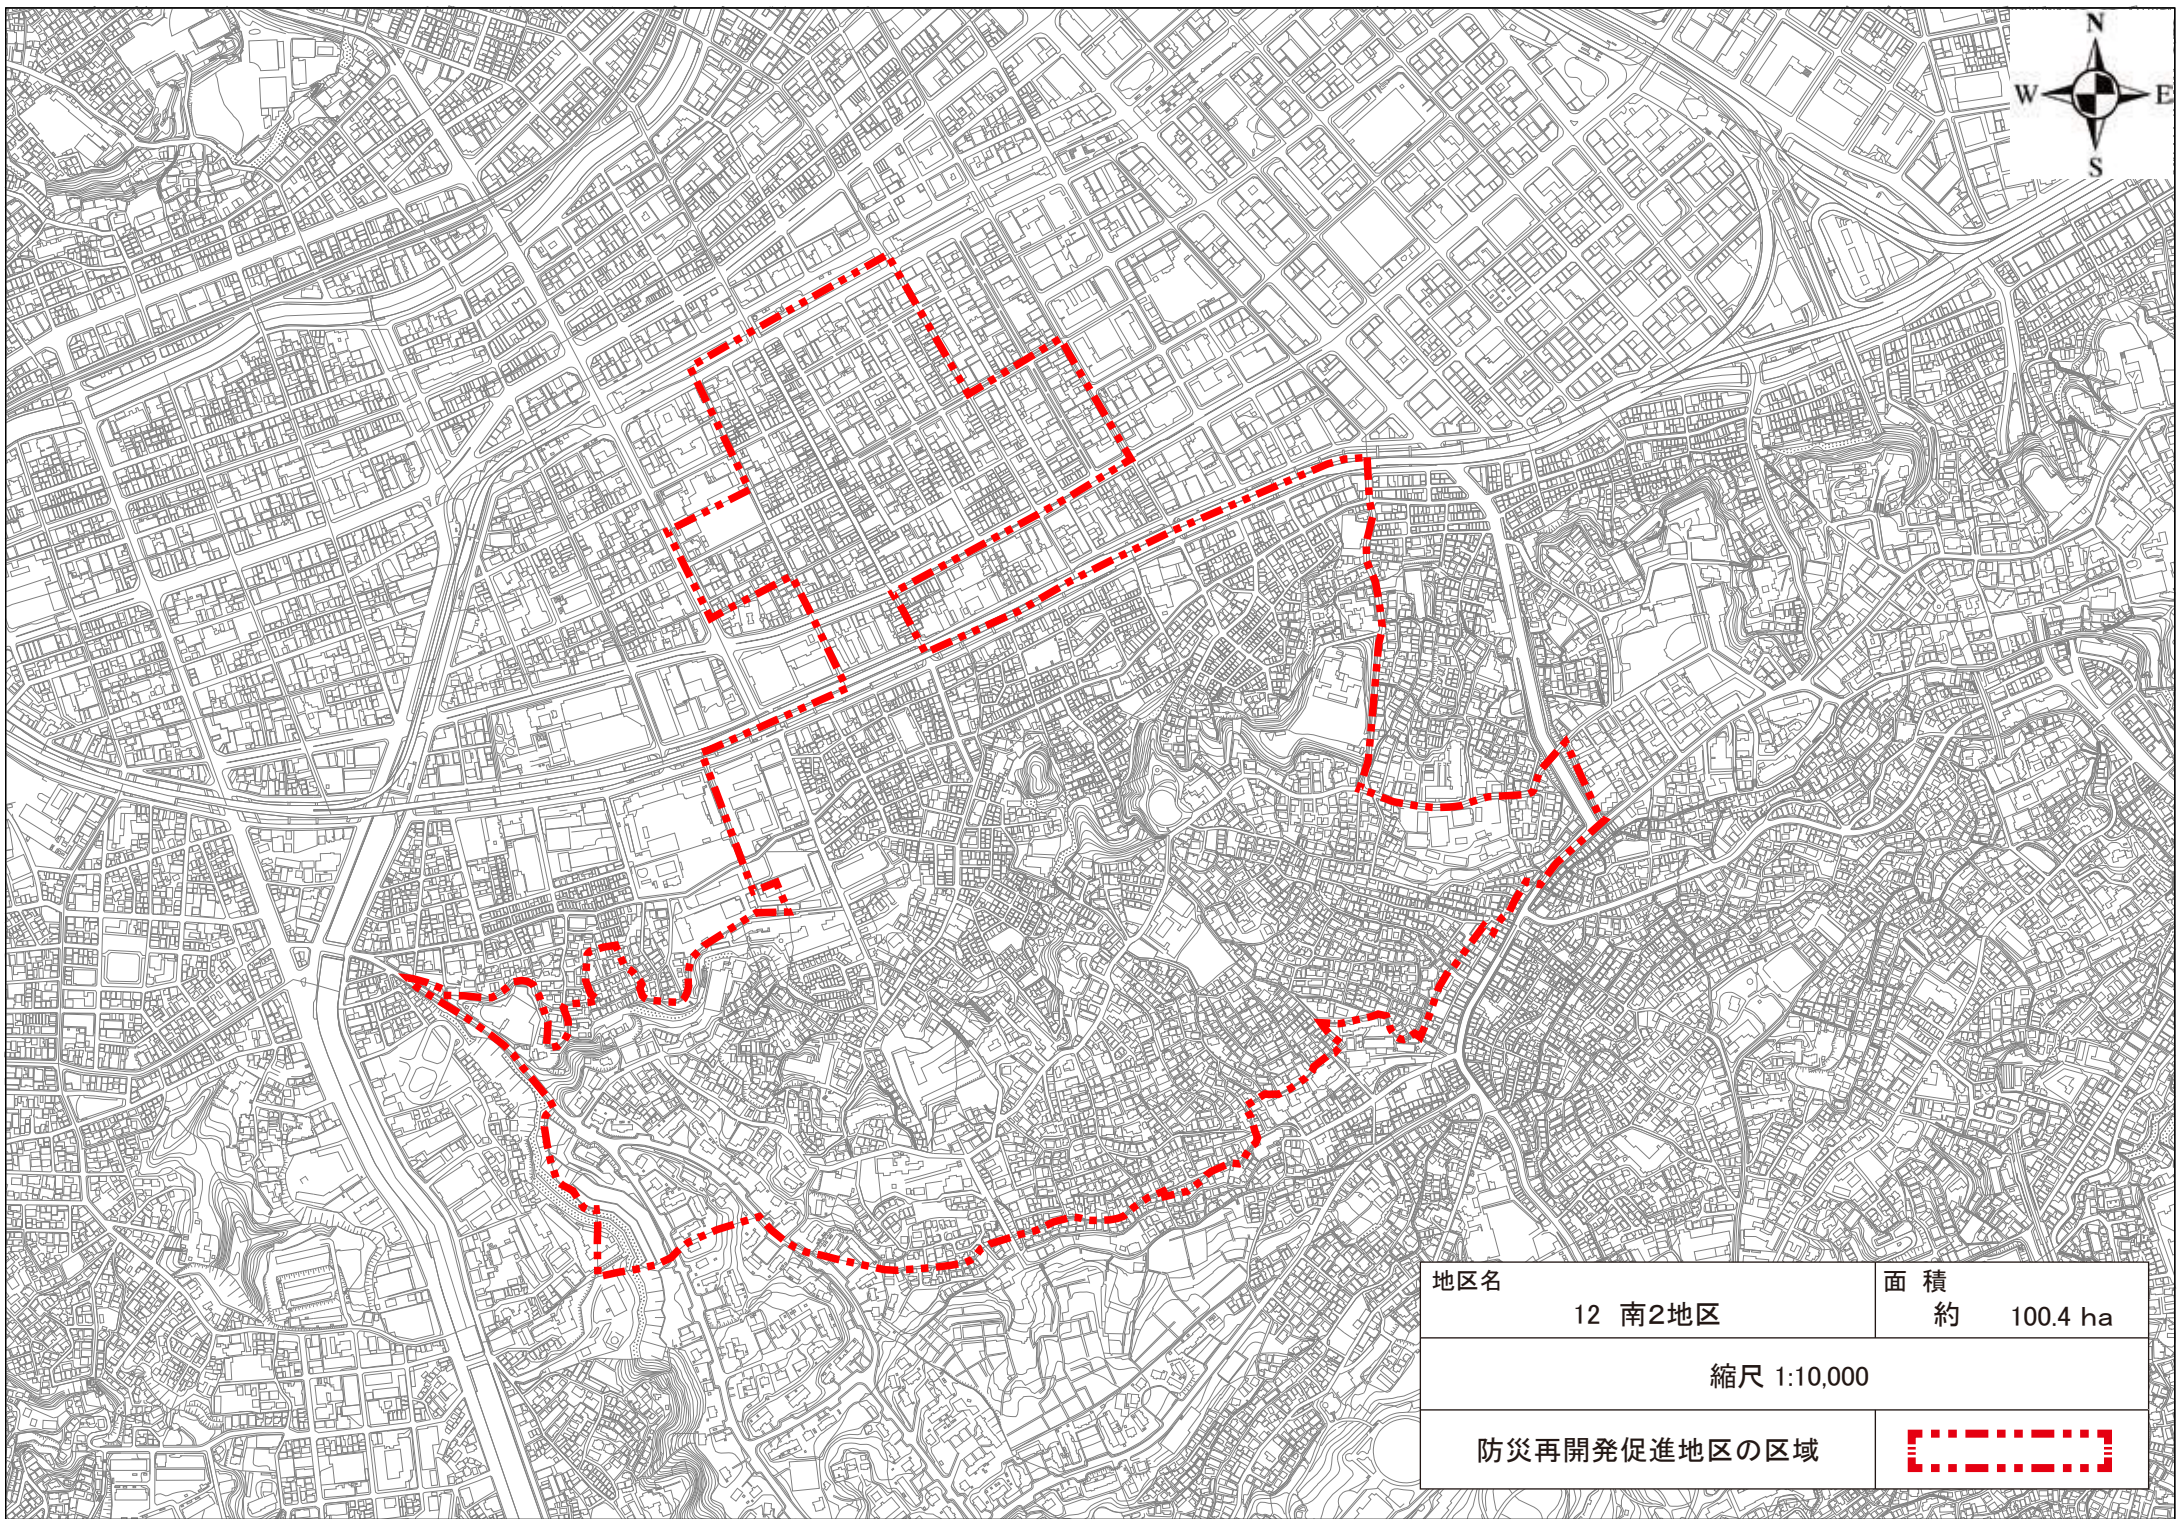 N
W E
S
地区名
12 南2地区
面 積
約 100.4 ha
縮尺 1:10,000
防災再開発促進地区の区域